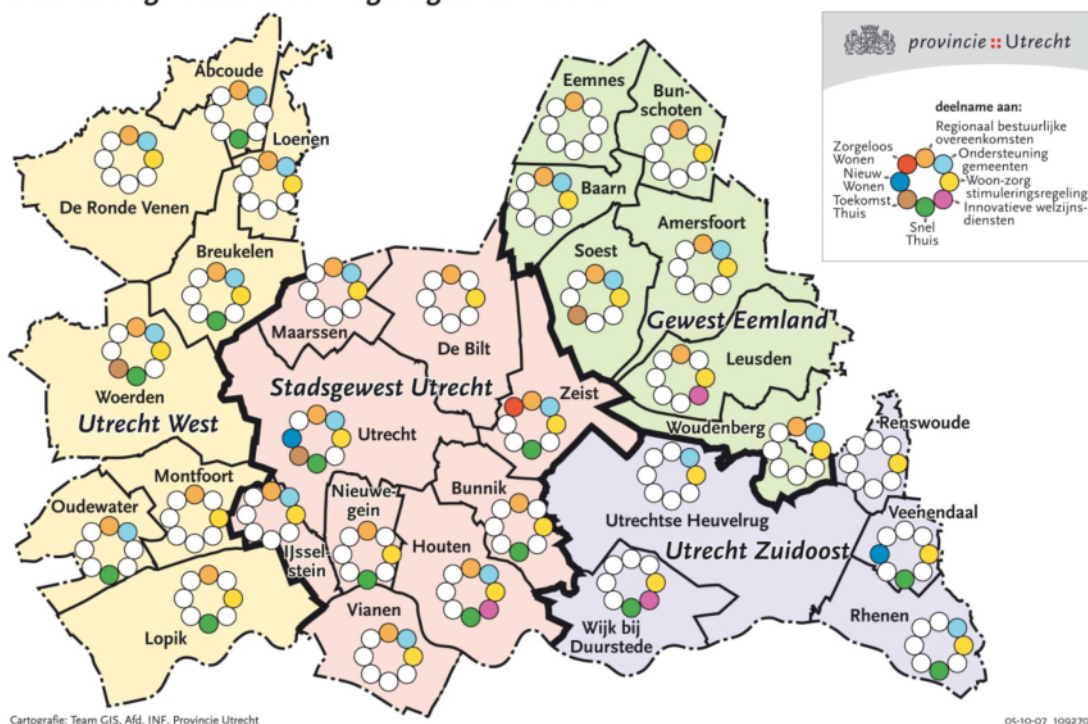 provincie :: Utrecht
deelname aan:
Regionaal bestuurlijke
overeenkomsten
Ondersteuning
gemeenten
Woon-zorg
stimuleringsregeling
Innovatieve welzijns-
diensten
Snel
Thuis
Toekomst
Thuis
Nieuw
Wonen
Zorgeloos
Wonen
Abcoude
Loenen
De Ronde Venen
Breukelen
Woerden
Utrecht West
Montfoort
Oudewater
Lopik
Maarssen
De Bilt
Stadsgewest Utrecht
Zeist
Utrecht
Nieuwe-
gein
Bunnik
Houten
IJssel-
stein
Vianen
Eemnes
Bun-
schoten
Baarn
Soest
Amersfoort
Gewest Eemland
Leusden
Woudenberg
Renswoude
Utrechtse Heuvelrug
Veenendaal
Utrecht Zuidoost
Wijk bij
Duurstede
Rhenen
Cartografie: Team GIS, Afd. INF, Provincie Utrecht